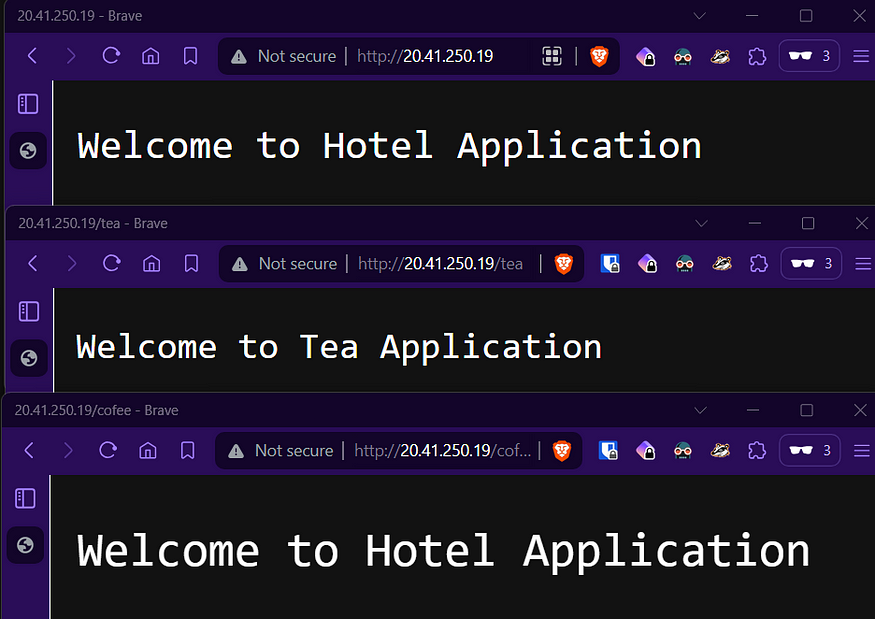 20.41.250.19 - Brave
Not secure http://20.41.250.19 3
Welcome to Hotel Application
20.41.250.19/tea - Brave
Not secure http://20.41.250.19/tea 3
Welcome to Tea Application
20.41.250.19/cofee - Brave
Not secure http://20.41.250.19/cof... 3
Welcome to Hotel Application